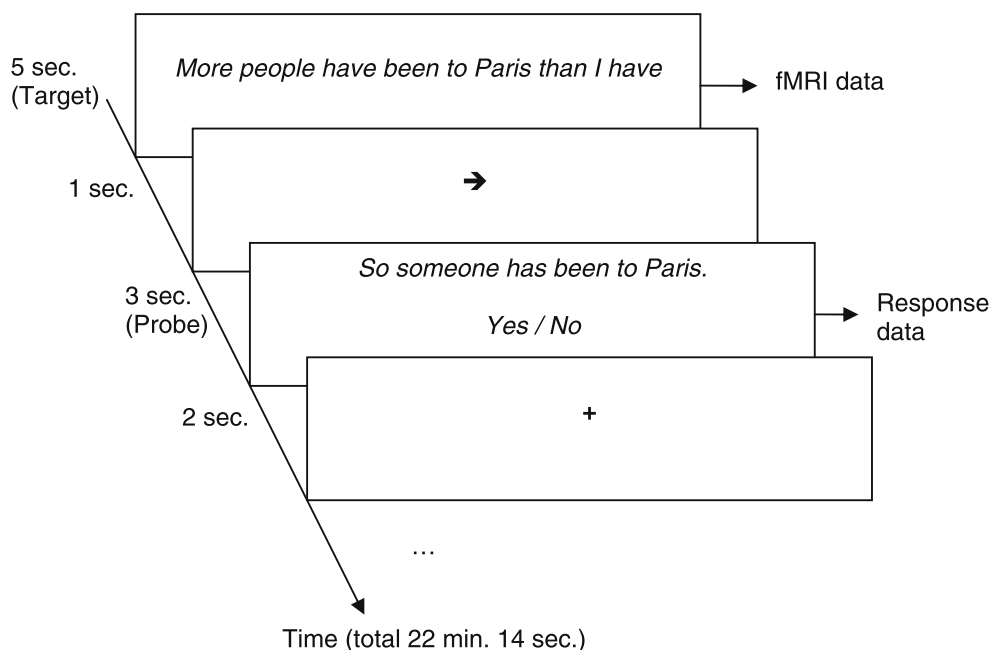 5 sec.
(Target)
More people have been to Paris than I have
fMRI data
1 sec.
➔
3 sec.
(Probe)
So someone has been to Paris.
Yes / No
Response
data
2 sec.
+
...
Time (total 22 min. 14 sec.)